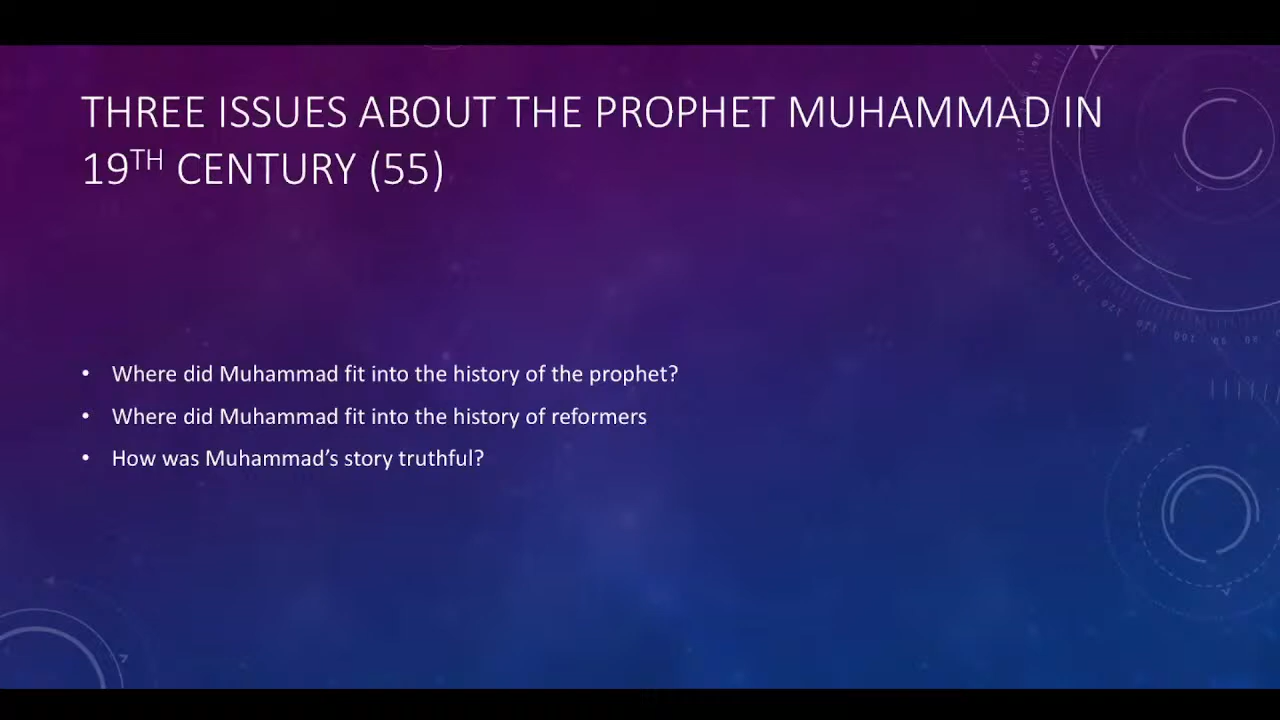 THREE ISSUES ABOUT THE PROPHET MUHAMMAD IN
19TH CENTURY (55)
• Where did Muhammad fit into the history of the prophet?
• Where did Muhammad fit into the history of reformers
• How was Muhammad’s story truthful?